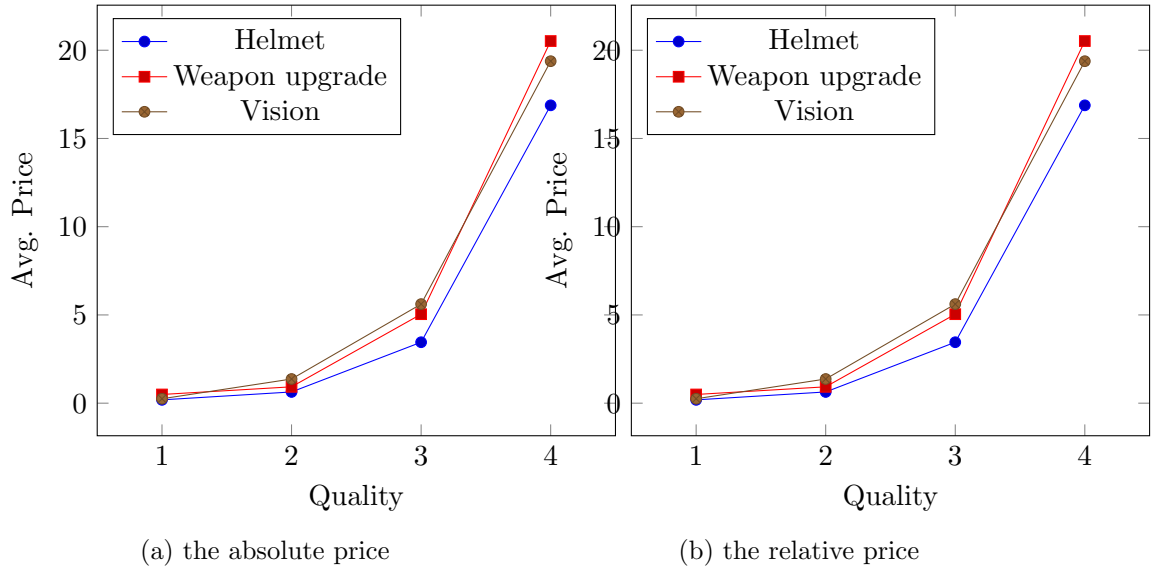 Helmet
Weapon upgrade
Vision
20
15
10
5
0
Avg. Price
1 2 3 4
Quality
(a) the absolute price
Helmet
Weapon upgrade
Vision
20
15
10
5
0
Avg. Price
1 2 3 4
Quality
(b) the relative price